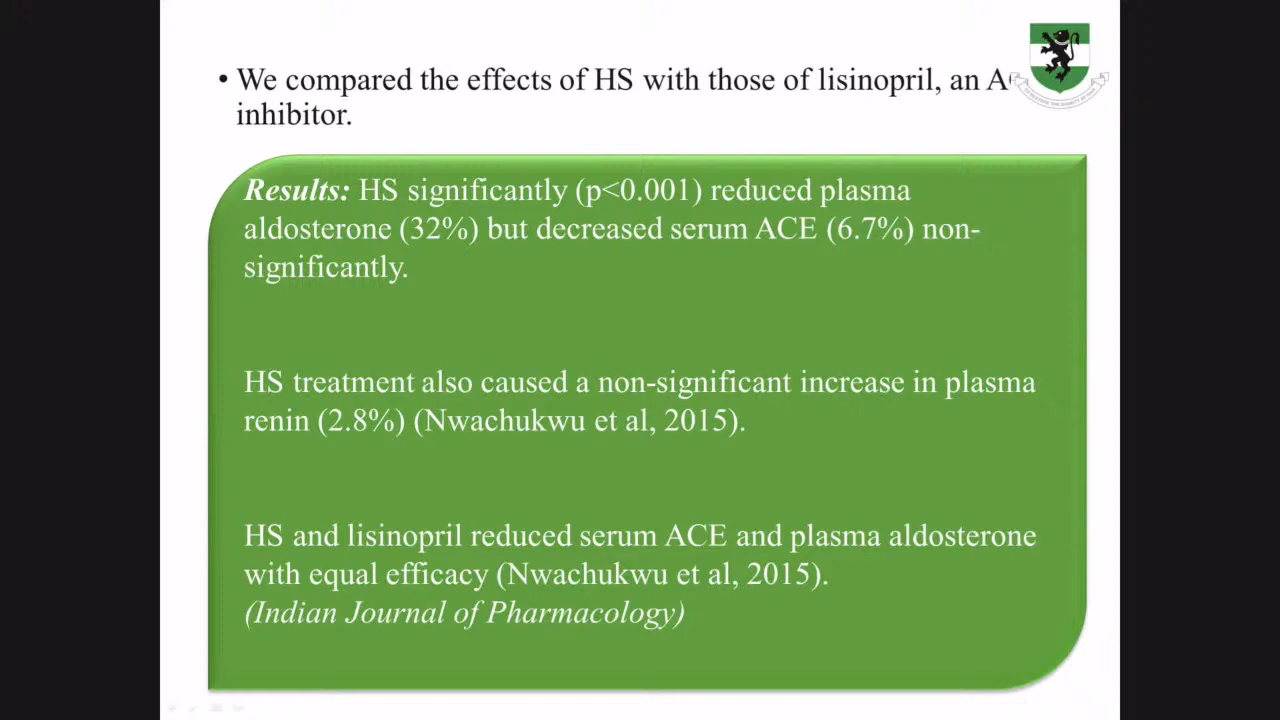 • We compared the effects of HS with those of lisinopril, an
inhibitor.
Results: HS significantly (p<0.001) reduced plasma
aldosterone (32%) but decreased serum ACE (6.7%) non-
significantly.
HS treatment also caused a non-significant increase in plasma
renin (2.8%) (Nwachukwu et al, 2015).
HS and lisinopril reduced serum ACE and plasma aldosterone
with equal efficacy (Nwachukwu et al, 2015).
(Indian Journal of Pharmacology)